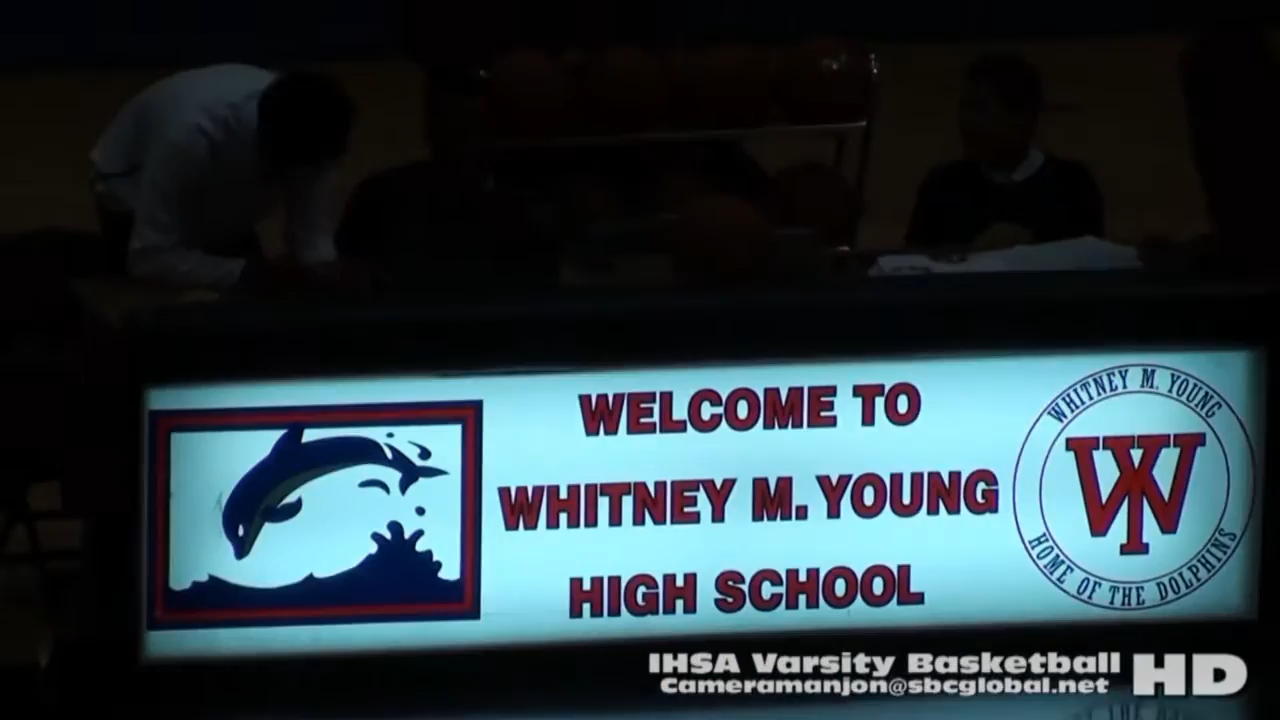 WELCOME TO
WHITNEY M. YOUNG
HIGH SCHOOL
WHITNEY M. YOUNG
WY
HOME OF THE DOLPHINS
IHSA Varsity Basketball HD
Cameramanjon@sbcglobal.net